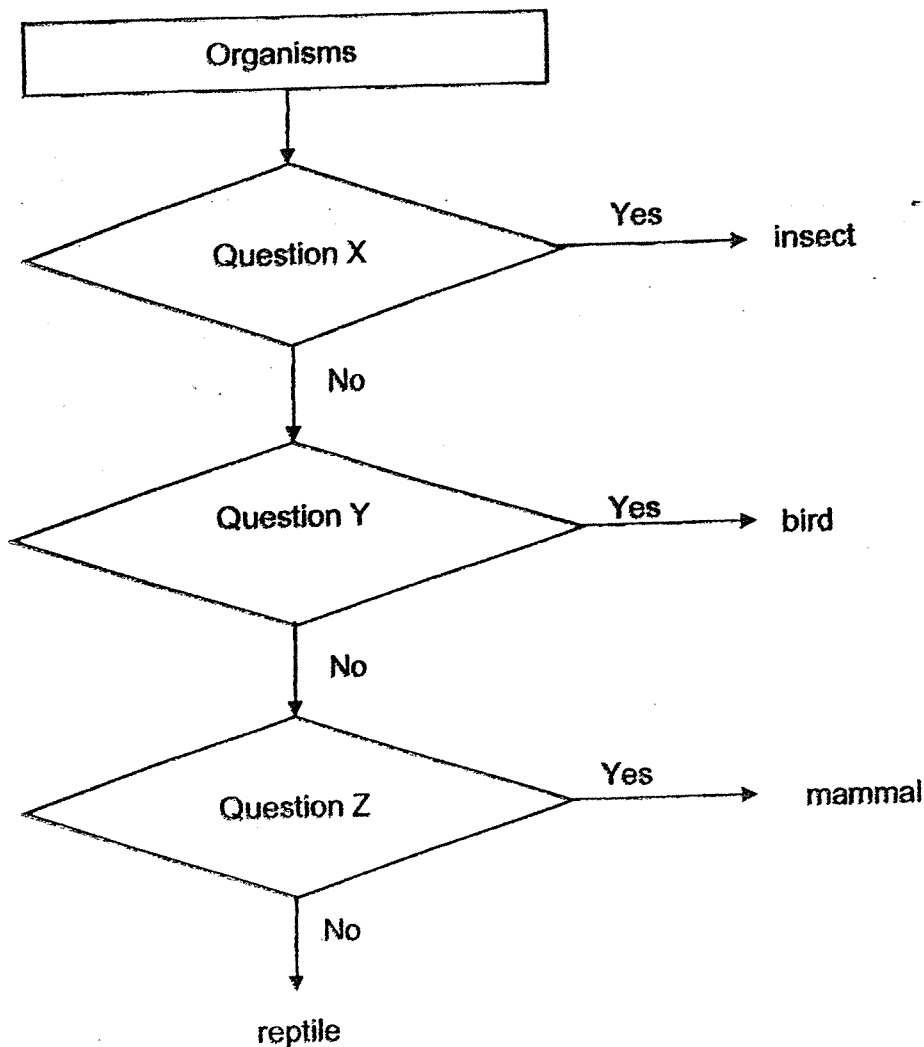 Organisms
Question X
Yes
insect
No
Question Y
Yes
bird
No
Question Z
Yes
mammal
No
reptile